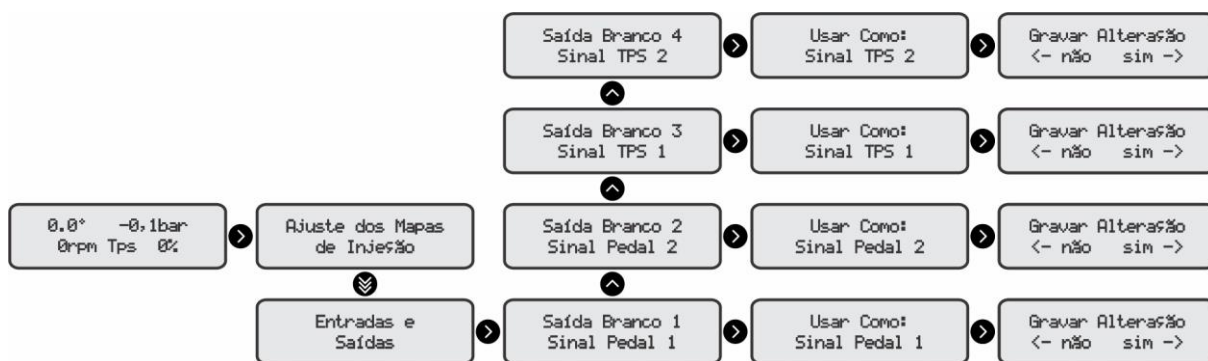 Saída Branco 4
Sinal TPS 2
Usar Como:
Sinal TPS 2
Gravar Alteração
<- não sim ->
Saída Branco 3
Sinal TPS 1
Usar Como:
Sinal TPS 1
Gravar Alteração
<- não sim ->
0.0° -0,1bar
0rpm Tps 0%
Ajuste dos Mapas
de Injeção
Saída Branco 2
Sinal Pedal 2
Usar Como:
Sinal Pedal 2
Gravar Alteração
<- não sim ->
Entradas e
Saídas
Saída Branco 1
Sinal Pedal 1
Usar Como:
Sinal Pedal 1
Gravar Alteração
<- não sim ->